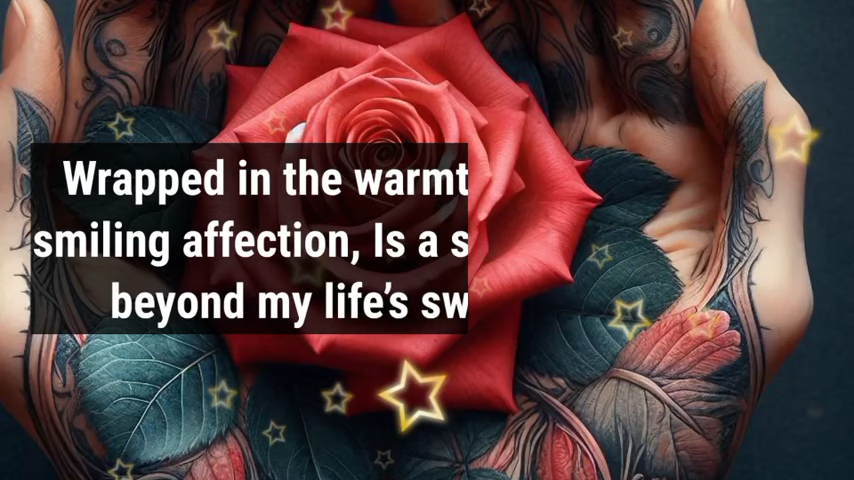 Wrapped in the warmt
smiling affection, Is a s
beyond my life’s sw